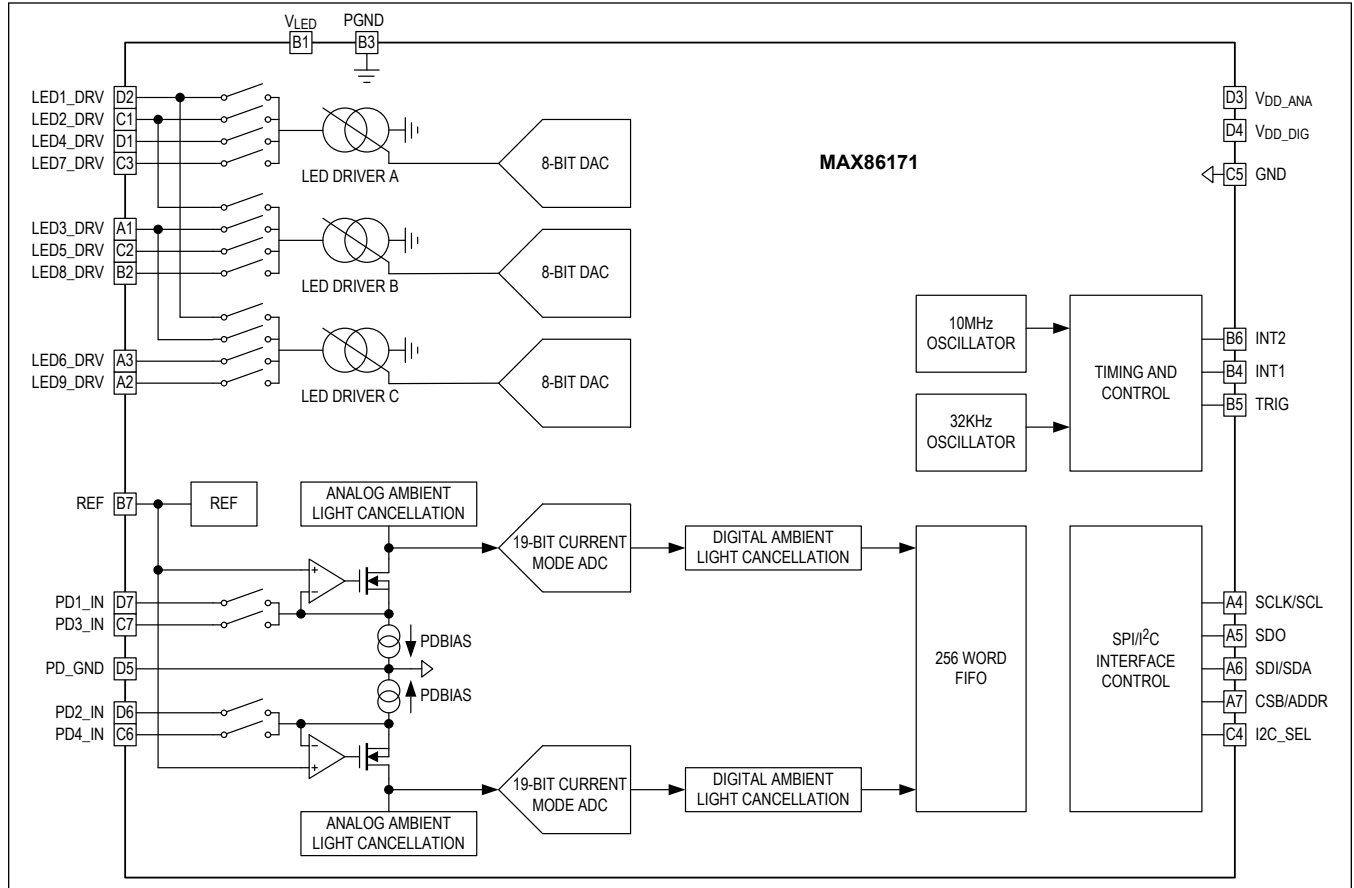 VLED PGND
B1 B3
LED1_DRV D2
LED2_DRV C1
LED4_DRV D1
LED7_DRV C3
LED DRIVER A
8-BIT DAC
MAX86171
D3 VDD_ANA
D4 VDD_DIG
C5 GND
LED3_DRV A1
LED5_DRV C2
LED8_DRV B2
LED DRIVER B
8-BIT DAC
LED6_DRV A3
LED9_DRV A2
LED DRIVER C
8-BIT DAC
10MHz
OSCILLATOR
32KHz
OSCILLATOR
TIMING AND
CONTROL
B6 INT2
B4 INT1
B5 TRIG
REF B7 REF
ANALOG AMBIENT
LIGHT CANCELLATION
+
−
19-BIT CURRENT
MODE ADC
DIGITAL AMBIENT
LIGHT CANCELLATION
PD1_IN D7
PD3_IN C7
PDBIAS
PD_GND D5
PDBIAS
PD2_IN D6
PD4_IN C6
−
+
19-BIT CURRENT
MODE ADC
DIGITAL AMBIENT
LIGHT CANCELLATION
ANALOG AMBIENT
LIGHT CANCELLATION
256 WORD
FIFO
SPI/I2C
INTERFACE
CONTROL
A4 SCLK/SCL
A5 SDO
A6 SDI/SDA
A7 CSB/ADDR
C4 I2C_SEL